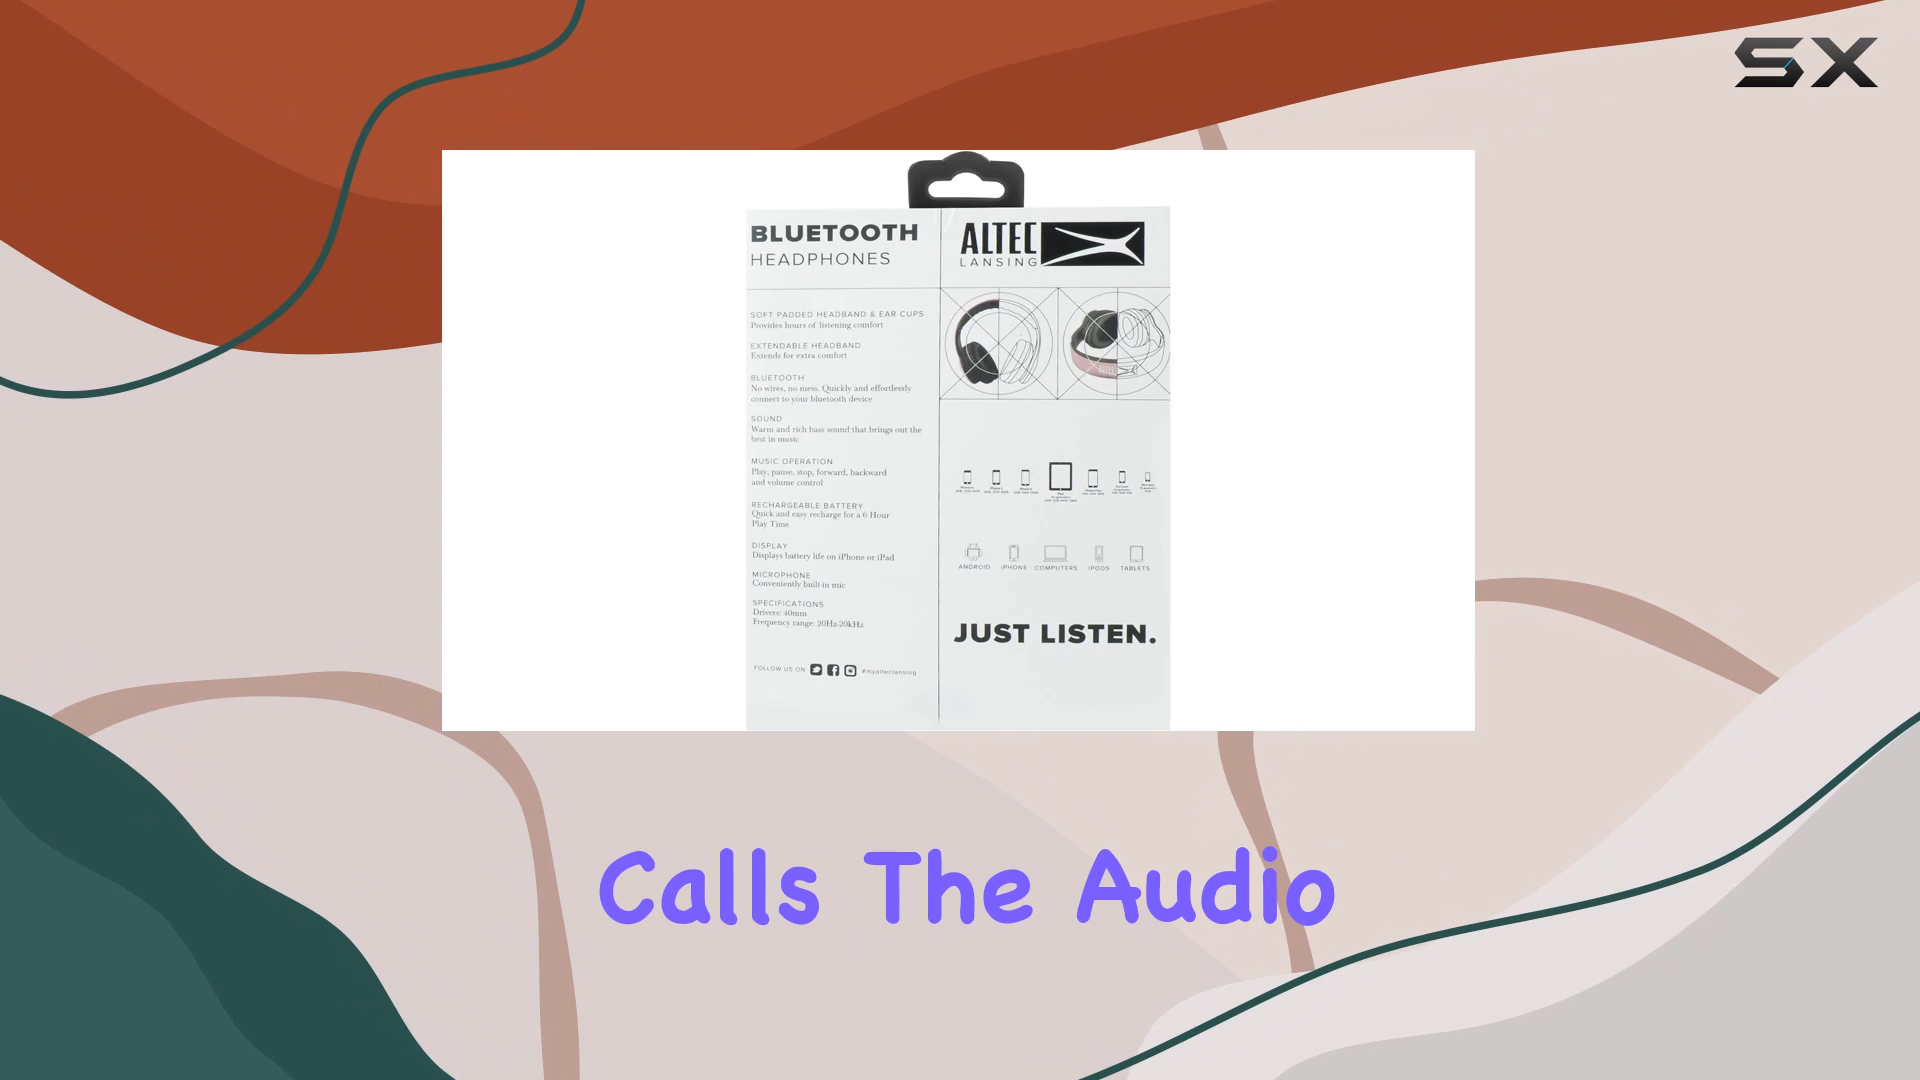 SX
BLUETOOTH
HEADPHONES
SOFT PADDED HEADBAND & EAR CUPS
Provides hours of listening comfort
EXTENDABLE HEADBAND
Extends for extra comfort
BLUETOOTH
No wires, no mess. Quickly and effortlessly
connect to your bluetooth device
SOUND
Warm and rich bass sound that brings out the
best in music
MUSIC OPERATION
Play, pause, stop, forward, backward
and volume control
RECHARGEABLE BATTERY
Quick and easy recharge for a 6 Hour
Play Time
DISPLAY
Displays battery life on iPhone or iPad
MICROPHONE
Conveniently built-in mic
SPECIFICATIONS
Drivers: 40mm
Frequency range: 20Hz-20kHz
FOLLOW US ON #myalteclansing
ALTEC
LANSING
ANDROID IPHONE COMPUTERS IPODS TABLETS
JUST LISTEN.
Calls The Audio